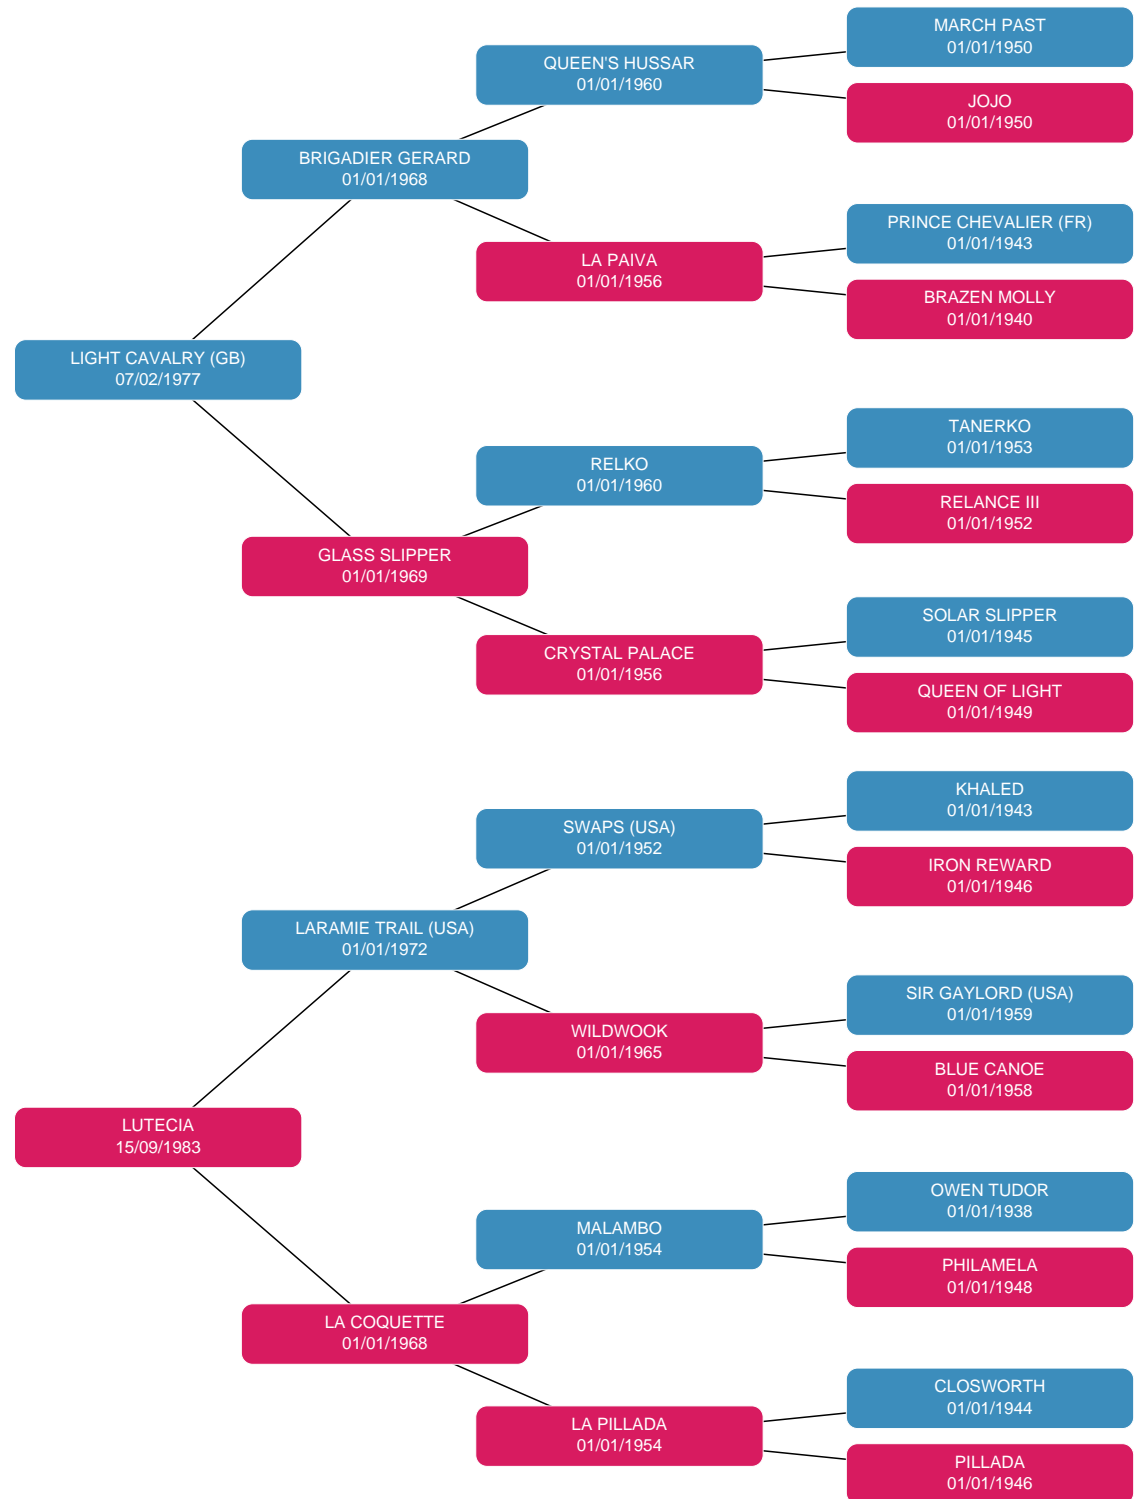 MARCH PAST
01/01/1950
QUEEN'S HUSSAR
01/01/1960
JOJO
01/01/1950
BRIGADIER GERARD
01/01/1968
PRINCE CHEVALIER (FR)
01/01/1943
LA PAIVA
01/01/1956
BRAZEN MOLLY
01/01/1940
LIGHT CAVALRY (GB)
07/02/1977
TANERKO
01/01/1953
RELKO
01/01/1960
RELANCE III
01/01/1952
GLASS SLIPPER
01/01/1969
SOLAR SLIPPER
01/01/1945
CRYSTAL PALACE
01/01/1956
QUEEN OF LIGHT
01/01/1949
KHALED
01/01/1943
SWAPS (USA)
01/01/1952
IRON REWARD
01/01/1946
LARAMIE TRAIL (USA)
01/01/1972
SIR GAYLORD (USA)
01/01/1959
WILDWOOK
01/01/1965
BLUE CANOE
01/01/1958
LUTECIA
15/09/1983
OWEN TUDOR
01/01/1938
MALAMBO
01/01/1954
PHILAMELA
01/01/1948
LA COQUETTE
01/01/1968
CLOSWORTH
01/01/1944
LA PILLADA
01/01/1954
PILLADA
01/01/1946